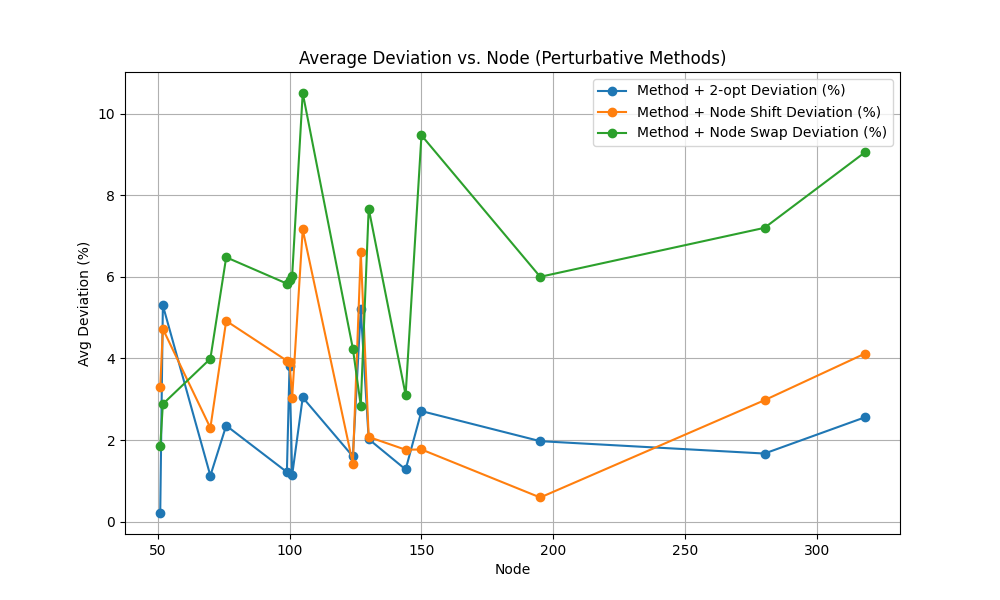 Average Deviation vs. Node (Perturbative Methods)
Method + 2-opt Deviation (%)
Method + Node Shift Deviation (%)
Method + Node Swap Deviation (%)
Avg Deviation (%)
10
8
6
4
2
0
50 100 150 200 250 300
Node